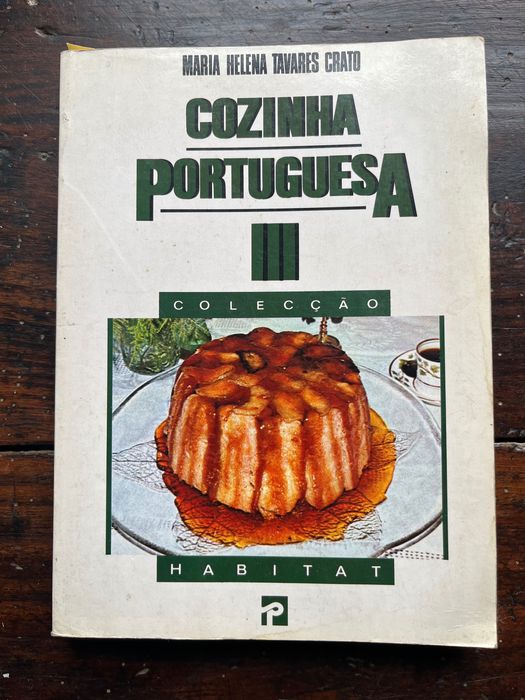 MARIA HELENA TAVARES CRATO
COZINHA
PORTUGUESA
III
COLECÇÃO
HABITAT
P